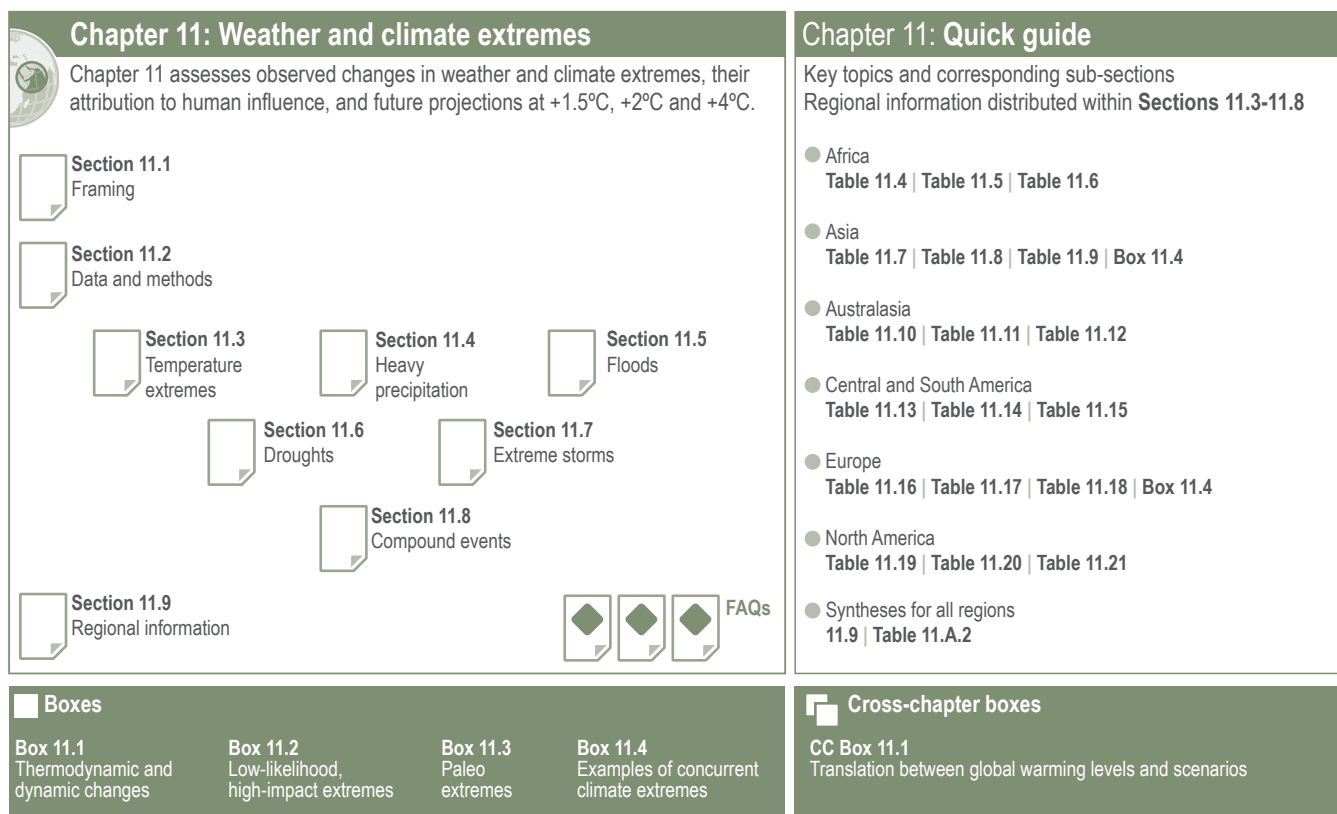 Chapter 11: Weather and climate extremes
Chapter 11 assesses observed changes in weather and climate extremes, their
attribution to human influence, and future projections at +1.5ºC, +2ºC and +4ºC.
Section 11.1
Framing
Section 11.2
Data and methods
Section 11.3
Temperature
extremes
Section 11.4
Heavy
precipitation
Section 11.5
Floods
Section 11.6
Droughts
Section 11.7
Extreme storms
Section 11.8
Compound events
Section 11.9
Regional information
FAQs
Chapter 11: Quick guide
Key topics and corresponding sub-sections
Regional information distributed within Sections 11.3-11.8
Africa
Table 11.4 | Table 11.5 | Table 11.6
Asia
Table 11.7 | Table 11.8 | Table 11.9 | Box 11.4
Australasia
Table 11.10 | Table 11.11 | Table 11.12
Central and South America
Table 11.13 | Table 11.14 | Table 11.15
Europe
Table 11.16 | Table 11.17 | Table 11.18 | Box 11.4
North America
Table 11.19 | Table 11.20 | Table 11.21
Syntheses for all regions
11.9 | Table 11.A.2
Boxes
Box 11.1
Thermodynamic and
dynamic changes
Box 11.2
Low-likelihood,
high-impact extremes
Box 11.3
Paleo
extremes
Box 11.4
Examples of concurrent
climate extremes
Cross-chapter boxes
CC Box 11.1
Translation between global warming levels and scenarios